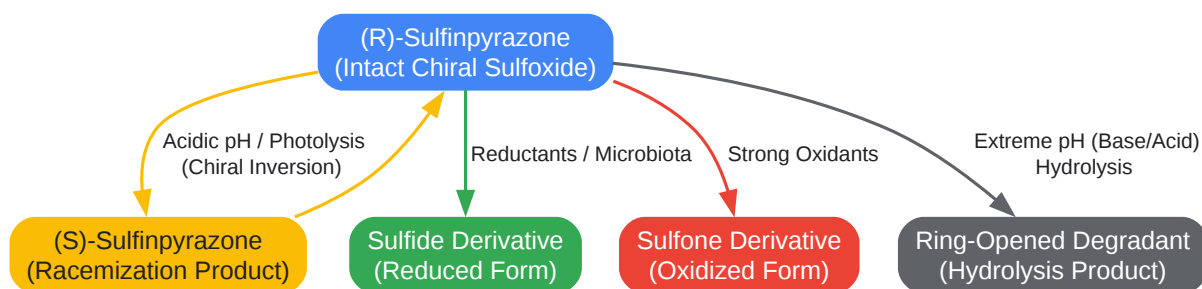 (R)-Sulfinpyrazone
(Intact Chiral Sulfoxide)
Acidic pH / Photolysis
(Chiral Inversion)
Reductants / Microbiota
Strong Oxidants
Extreme pH (Base/Acid)
Hydrolysis
(S)-Sulfinpyrazone
(Racemization Product)
Sulfide Derivative
(Reduced Form)
Sulfone Derivative
(Oxidized Form)
Ring-Opened Degradant
(Hydrolysis Product)